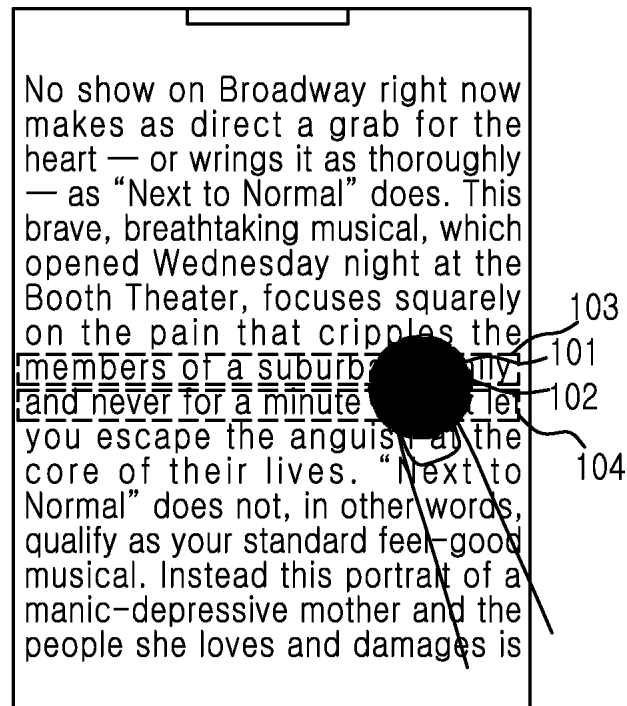 No show on Broadway right now
makes as direct a grab for the
heart — or wrings it as thoroughly
— as “Next to Normal” does. This
brave, breathtaking musical, which
opened Wednesday night at the
Booth Theater, focuses squarely
on the pain that cripples the
members of a
and never for a minute let
you escape the anguish at the
core of their lives. “Next to
Normal” does not, in other words,
qualify as your standard feel-good
musical. Instead this portrait of a
manic-depressive mother and the
people she loves and damages is
103
101
102
104